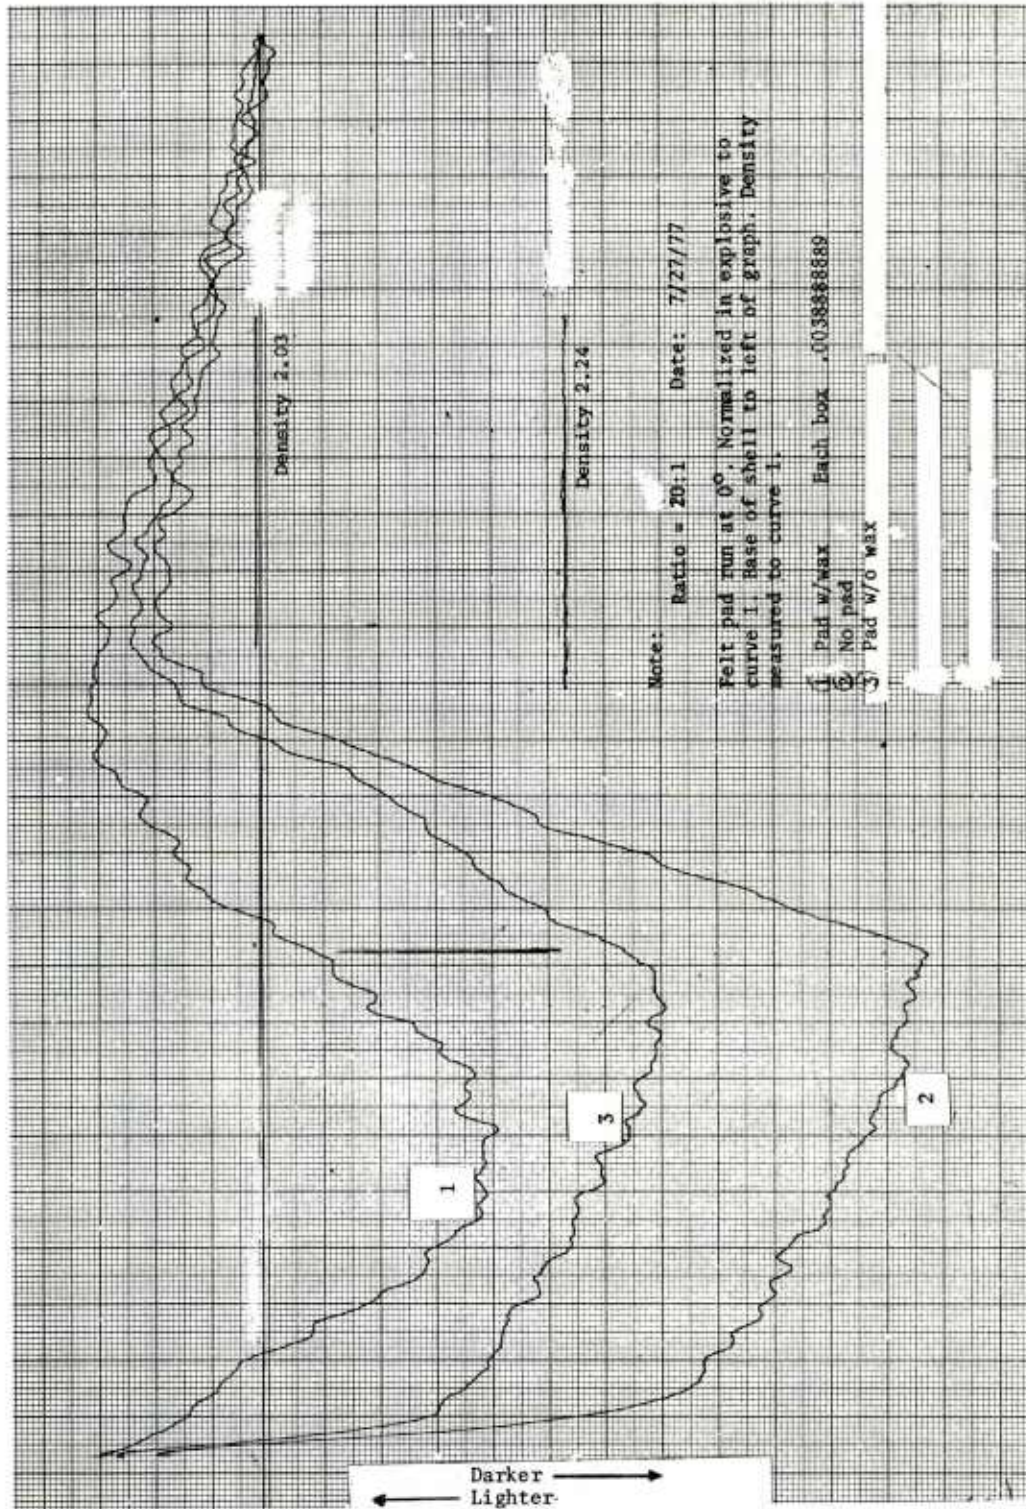 Density 2.03
Density 2.24
Note:
Ratio = 20:1 Date: 7/27/77
Felt pad run at 0°. Normalized in explosive to
curve 1. Base of shell to left of graph. Density
measured to curve 1.
1 Pad w/wax Each box .0038888889
2 No pad
3) Pad w/o wax
1
3
2
Darker
Lighter